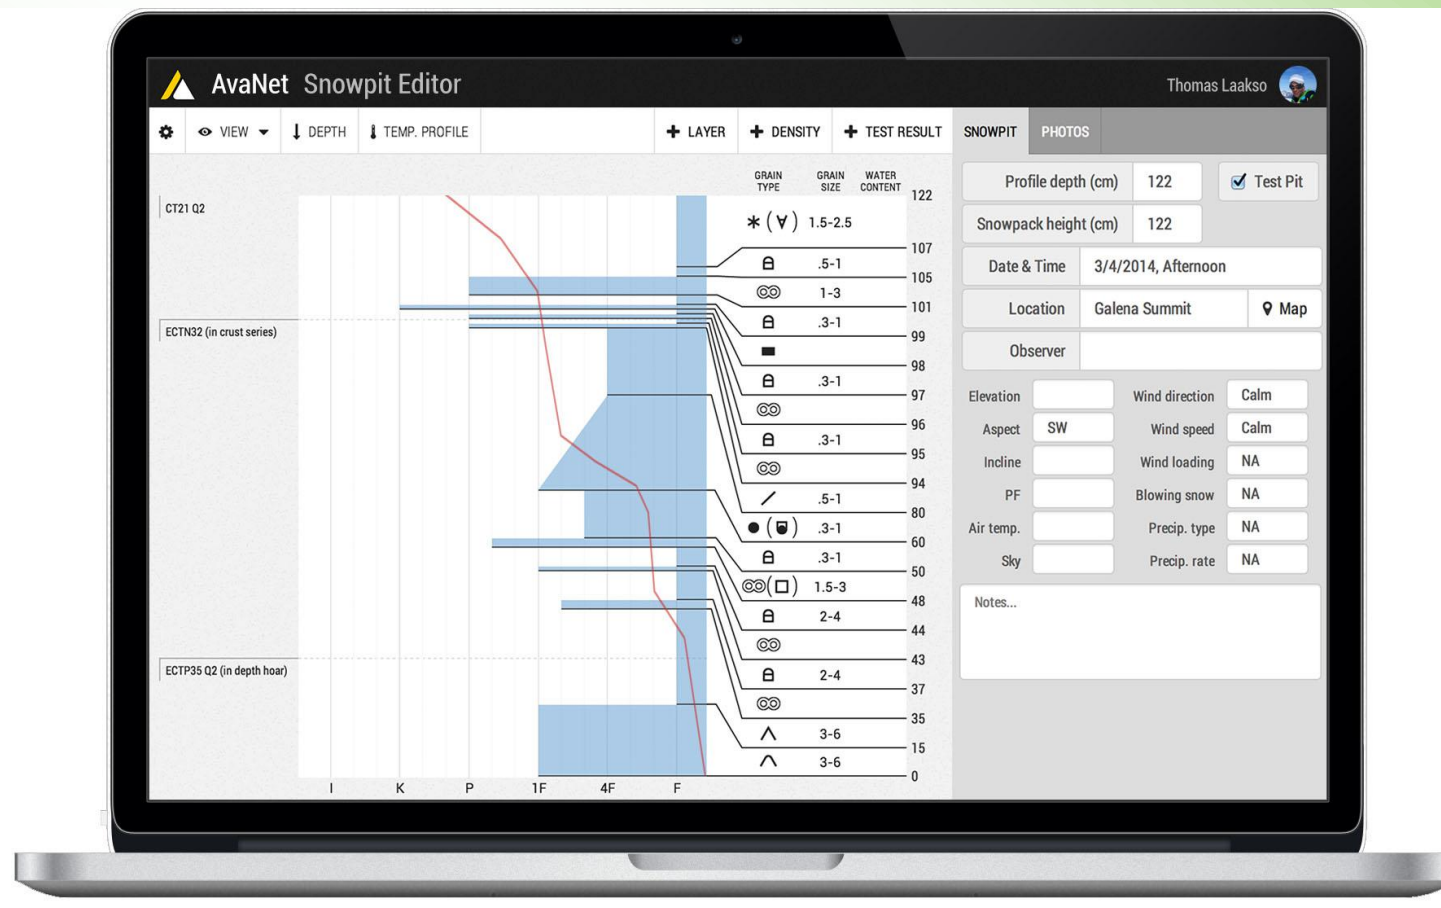 AvaNet Snowpit Editor
Thomas Laakso
VIEW DEPTH TEMP. PROFILE LAYER DENSITY TEST RESULT SNOWPIT PHOTOS
GRAIN TYPE GRAIN SIZE WATER CONTENT
122
CT21 Q2
1.5-2.5
107
.5-1
105
1-3
101
.3-1
99
98
.3-1
97
96
.3-1
95
94
.5-1
80
.3-1
60
.3-1
50
1.5-3
48
2-4
44
43
2-4
37
35
3-6
15
3-6
0
ECTN32 (in crust series)
ECTP35 Q2 (in depth hoar)
I K P 1F 4F F
Profile depth (cm) 122 Test Pit
Snowpack height (cm) 122
Date & Time 3/4/2014, Afternoon
Location Galena Summit Map
Observer
Elevation Wind direction Calm
Aspect SW Wind speed Calm
Incline Wind loading NA
PF Blowing snow NA
Air temp. Precip. type NA
Sky Precip. rate NA
Notes...